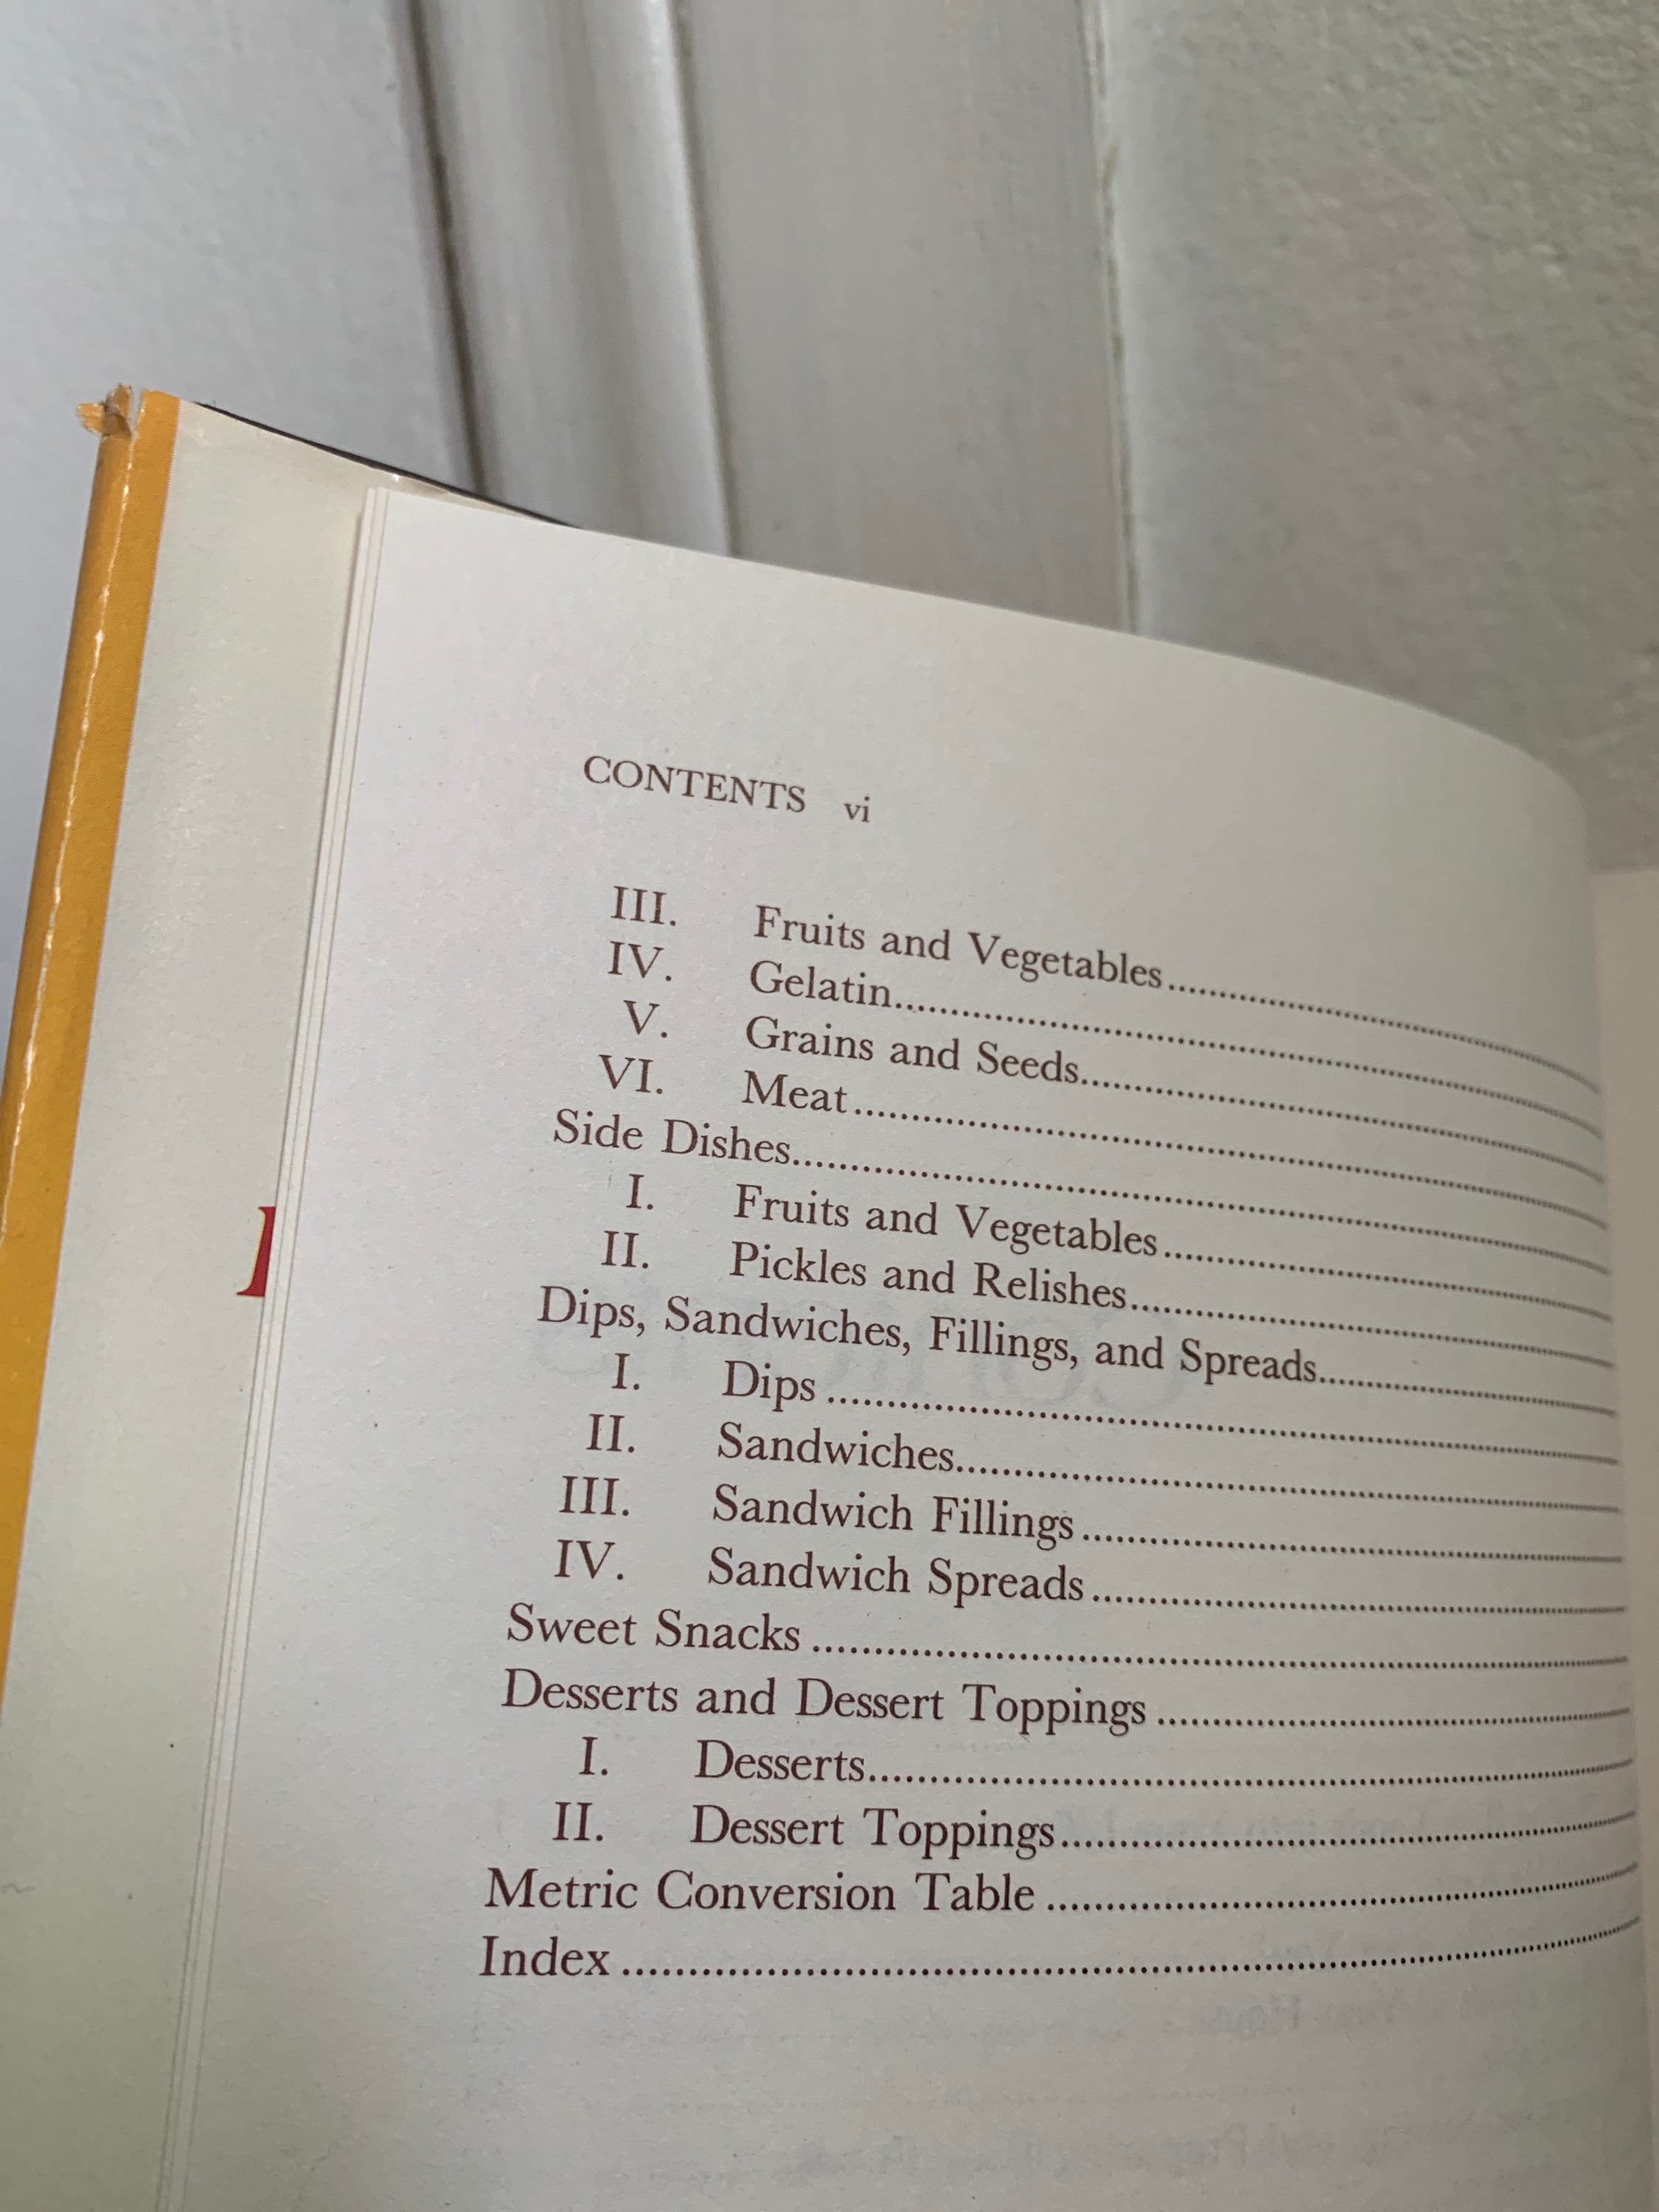 CONTENTS vi
III. Fruits and Vegetables
IV. Gelatin
V. Grains and Seeds
VI. Meat
Side Dishes
I. Fruits and Vegetables
II. Pickles and Relishes
Dips, Sandwiches, Fillings, and Spreads
I. Dips
II. Sandwiches
III. Sandwich Fillings
IV. Sandwich Spreads
Sweet Snacks
Desserts and Dessert Toppings
I. Desserts
II. Dessert Toppings
Metric Conversion Table
Index